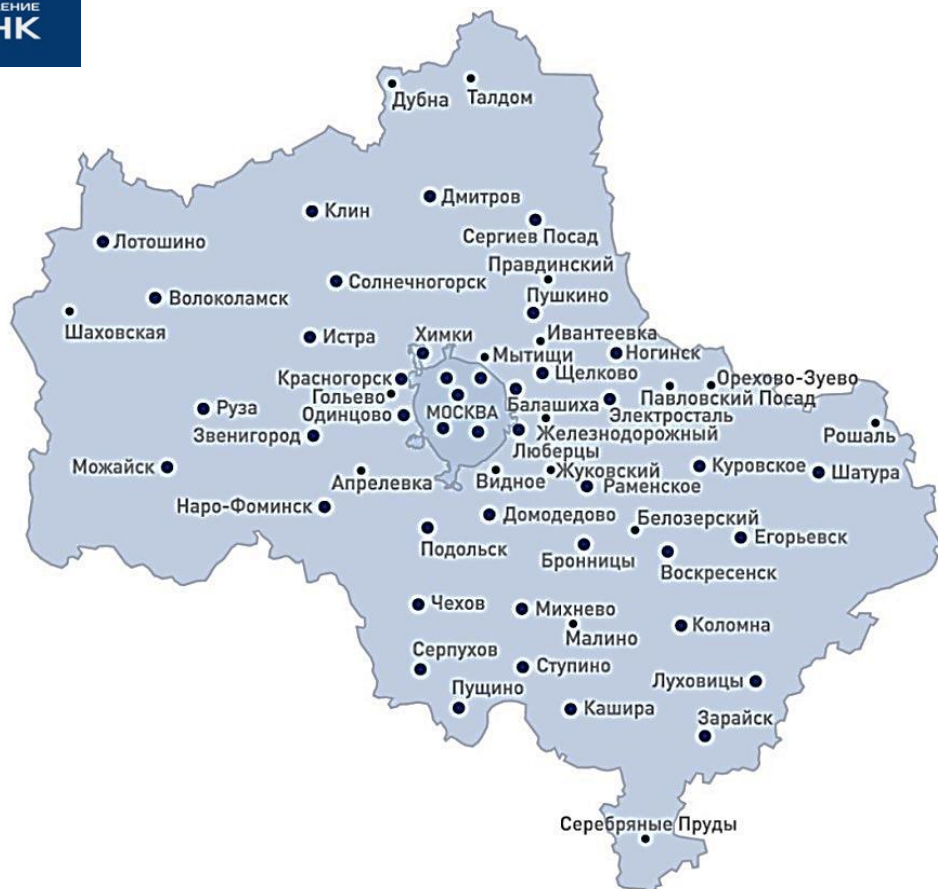 Дубна
Талдом
Дмитров
Клин
Сергиев Посад
Лотошино
Правдинский
Солнечногорск
Пушкино
Волоколамск
Шаховская
Истра
Химки
Ивантеевка
Мытищи
Ногинск
Щелково
Красногорск
Орехово-Зуево
Гольево
Павловский Посад
Балашиха
Руза
Одинцово
МОСКВА
Электросталь
Звенигород
Железнодорожный
Рошаль
Люберцы
Можайск
Апрелевка
Видное
Жуковский
Куровское
Шатура
Раменское
Наро-Фоминск
Домодедово
Белозерский
Подольск
Егорьевск
Бронницы
Воскресенск
Чехов
Михнево
Малино
Коломна
Серпухов
Ступино
Луховицы
Пущино
Кашира
Зарайск
Серебряные Пруды